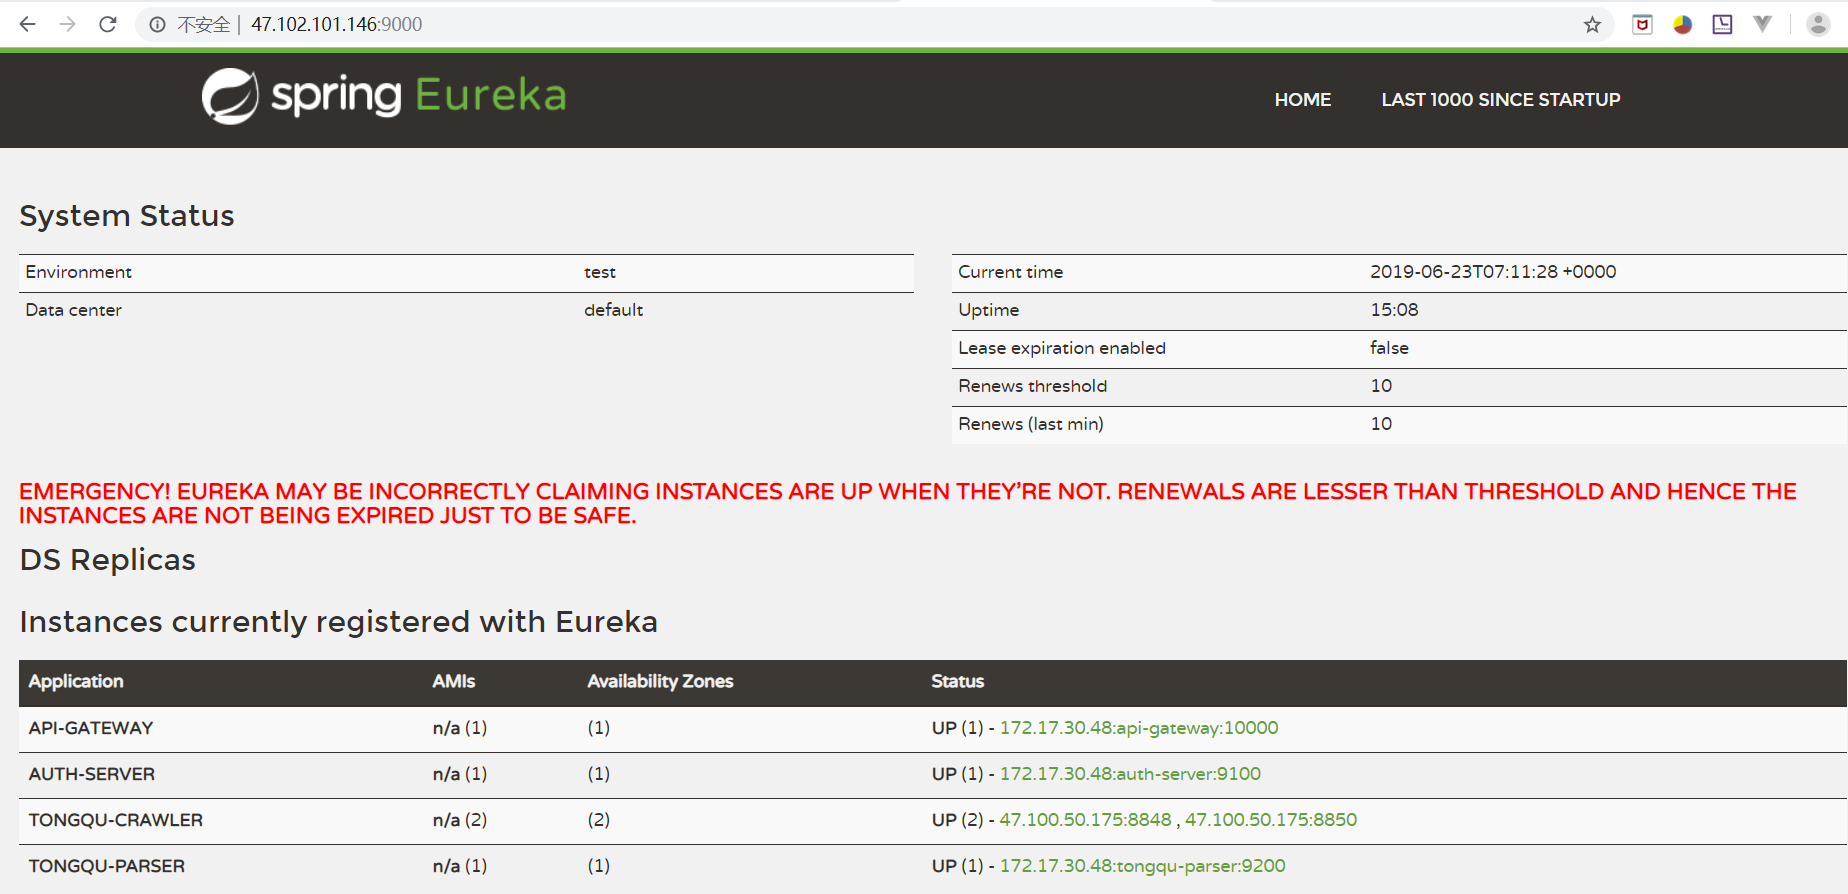 不安全 | 47.102.101.146:9000
spring Eureka
HOME LAST 1000 SINCE STARTUP
System Status
Environment test
Data center default
Current time 2019-06-23T07:11:28 +0000
Uptime 15:08
Lease expiration enabled false
Renews threshold 10
Renews (last min) 10
EMERGENCY! EUREKA MAY BE INCORRECTLY CLAIMING INSTANCES ARE UP WHEN THEY'RE NOT. RENEWALS ARE LESSER THAN THRESHOLD AND HENCE THE
INSTANCES ARE NOT BEING EXPIRED JUST TO BE SAFE.
DS Replicas
Instances currently registered with Eureka
Application AMIs Availability Zones Status
API-GATEWAY n/a (1) (1) UP (1) - 172.17.30.48:api-gateway:10000
AUTH-SERVER n/a (1) (1) UP (1) - 172.17.30.48:auth-server:9100
TONGQU-CRAWLER n/a (2) (2) UP (2) - 47.100.50.175:8848 , 47.100.50.175:8850
TONGQU-PARSER n/a (1) (1) UP (1) - 172.17.30.48:tongqu-parser:9200